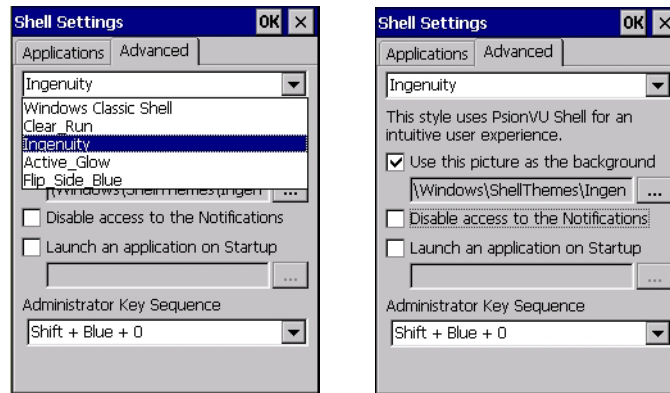 Shell Settings OK ×
Applications Advanced
Ingenuity
Windows Classic Shell
Clear_Run
Ingenuity
Active_Glow
Flip_Side_Blue
\Windows\ShellThemes\Ingen ...
Disable access to the Notifications
Launch an application on Startup
...
Administrator Key Sequence
Shift + Blue + 0
Shell Settings OK ×
Applications Advanced
Ingenuity
This style uses PsionVU Shell for an
intuitive user experience.
Use this picture as the background
\Windows\ShellThemes\Ingen ...
Disable access to the Notifications
Launch an application on Startup
...
Administrator Key Sequence
Shift + Blue + 0